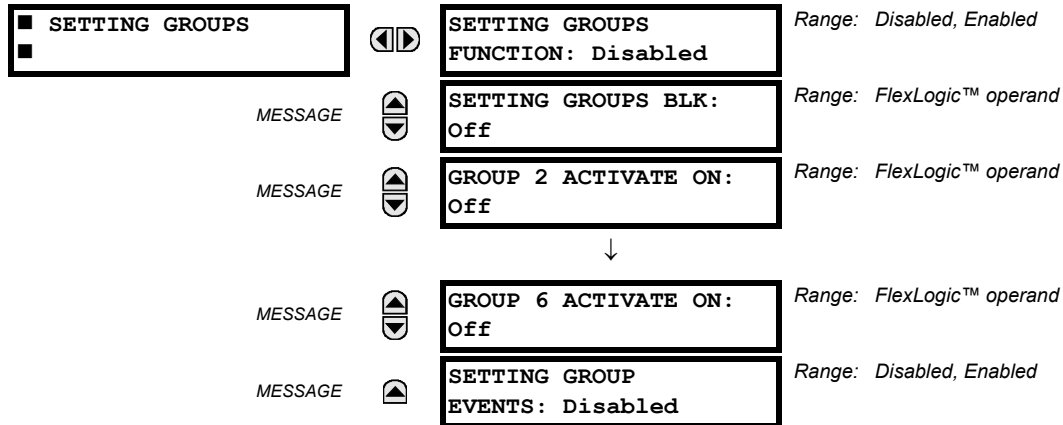 ■ SETTING GROUPS
■
SETTING GROUPS
FUNCTION: Disabled
Range: Disabled, Enabled
MESSAGE
SETTING GROUPS BLK:
Off
Range: FlexLogic™ operand
MESSAGE
GROUP 2 ACTIVATE ON:
Off
Range: FlexLogic™ operand
↓
MESSAGE
GROUP 6 ACTIVATE ON:
Off
Range: FlexLogic™ operand
MESSAGE
SETTING GROUP
EVENTS: Disabled
Range: Disabled, Enabled